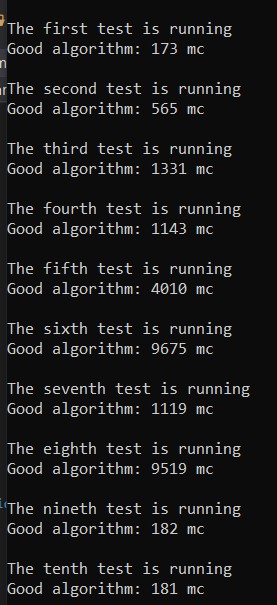 The first test is running
Good algorithm: 173 mc
The second test is running
Good algorithm: 565 mc
The third test is running
Good algorithm: 1331 mc
The fourth test is running
Good algorithm: 1143 mc
The fifth test is running
Good algorithm: 4010 mc
The sixth test is running
Good algorithm: 9675 mc
The seventh test is running
Good algorithm: 1119 mc
The eighth test is running
Good algorithm: 9519 mc
The nineth test is running
Good algorithm: 182 mc
The tenth test is running
Good algorithm: 181 mc